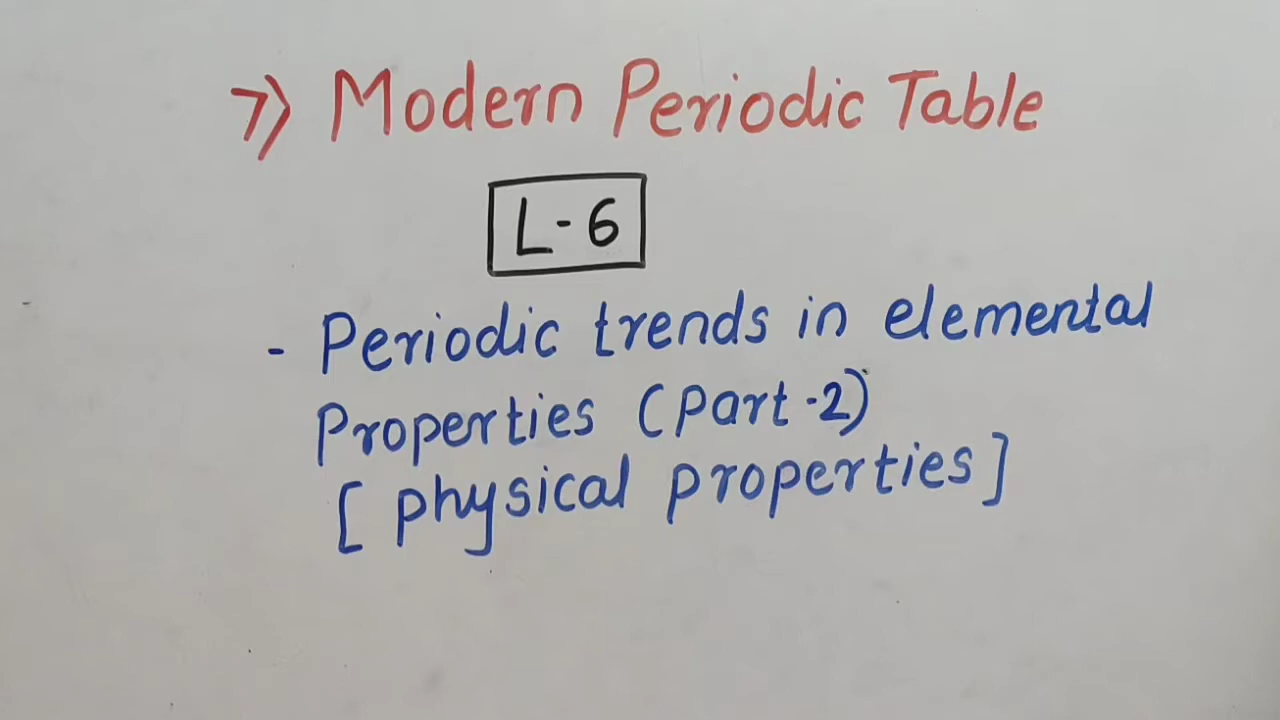 7) Modern Periodic Table
L-6
- Periodic trends in elemental
Properties (Part-2)
[ physical properties ]